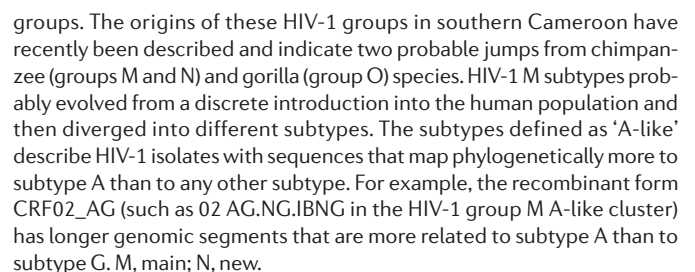 groups. The origins of these HIV-1 groups in southern Cameroon have
recently been described and indicate two probable jumps from chimpan-
zee (groups M and N) and gorilla (group O) species. HIV-1 M subtypes prob-
ably evolved from a discrete introduction into the human population and
then diverged into different subtypes. The subtypes defined as ‘A-like’
describe HIV-1 isolates with sequences that map phylogenetically more to
subtype A than to any other subtype. For example, the recombinant form
CRF02_AG (such as 02 AG.NG.IBNG in the HIV-1 group M A-like cluster)
has longer genomic segments that are more related to subtype A than to
subtype G. M, main; N, new.